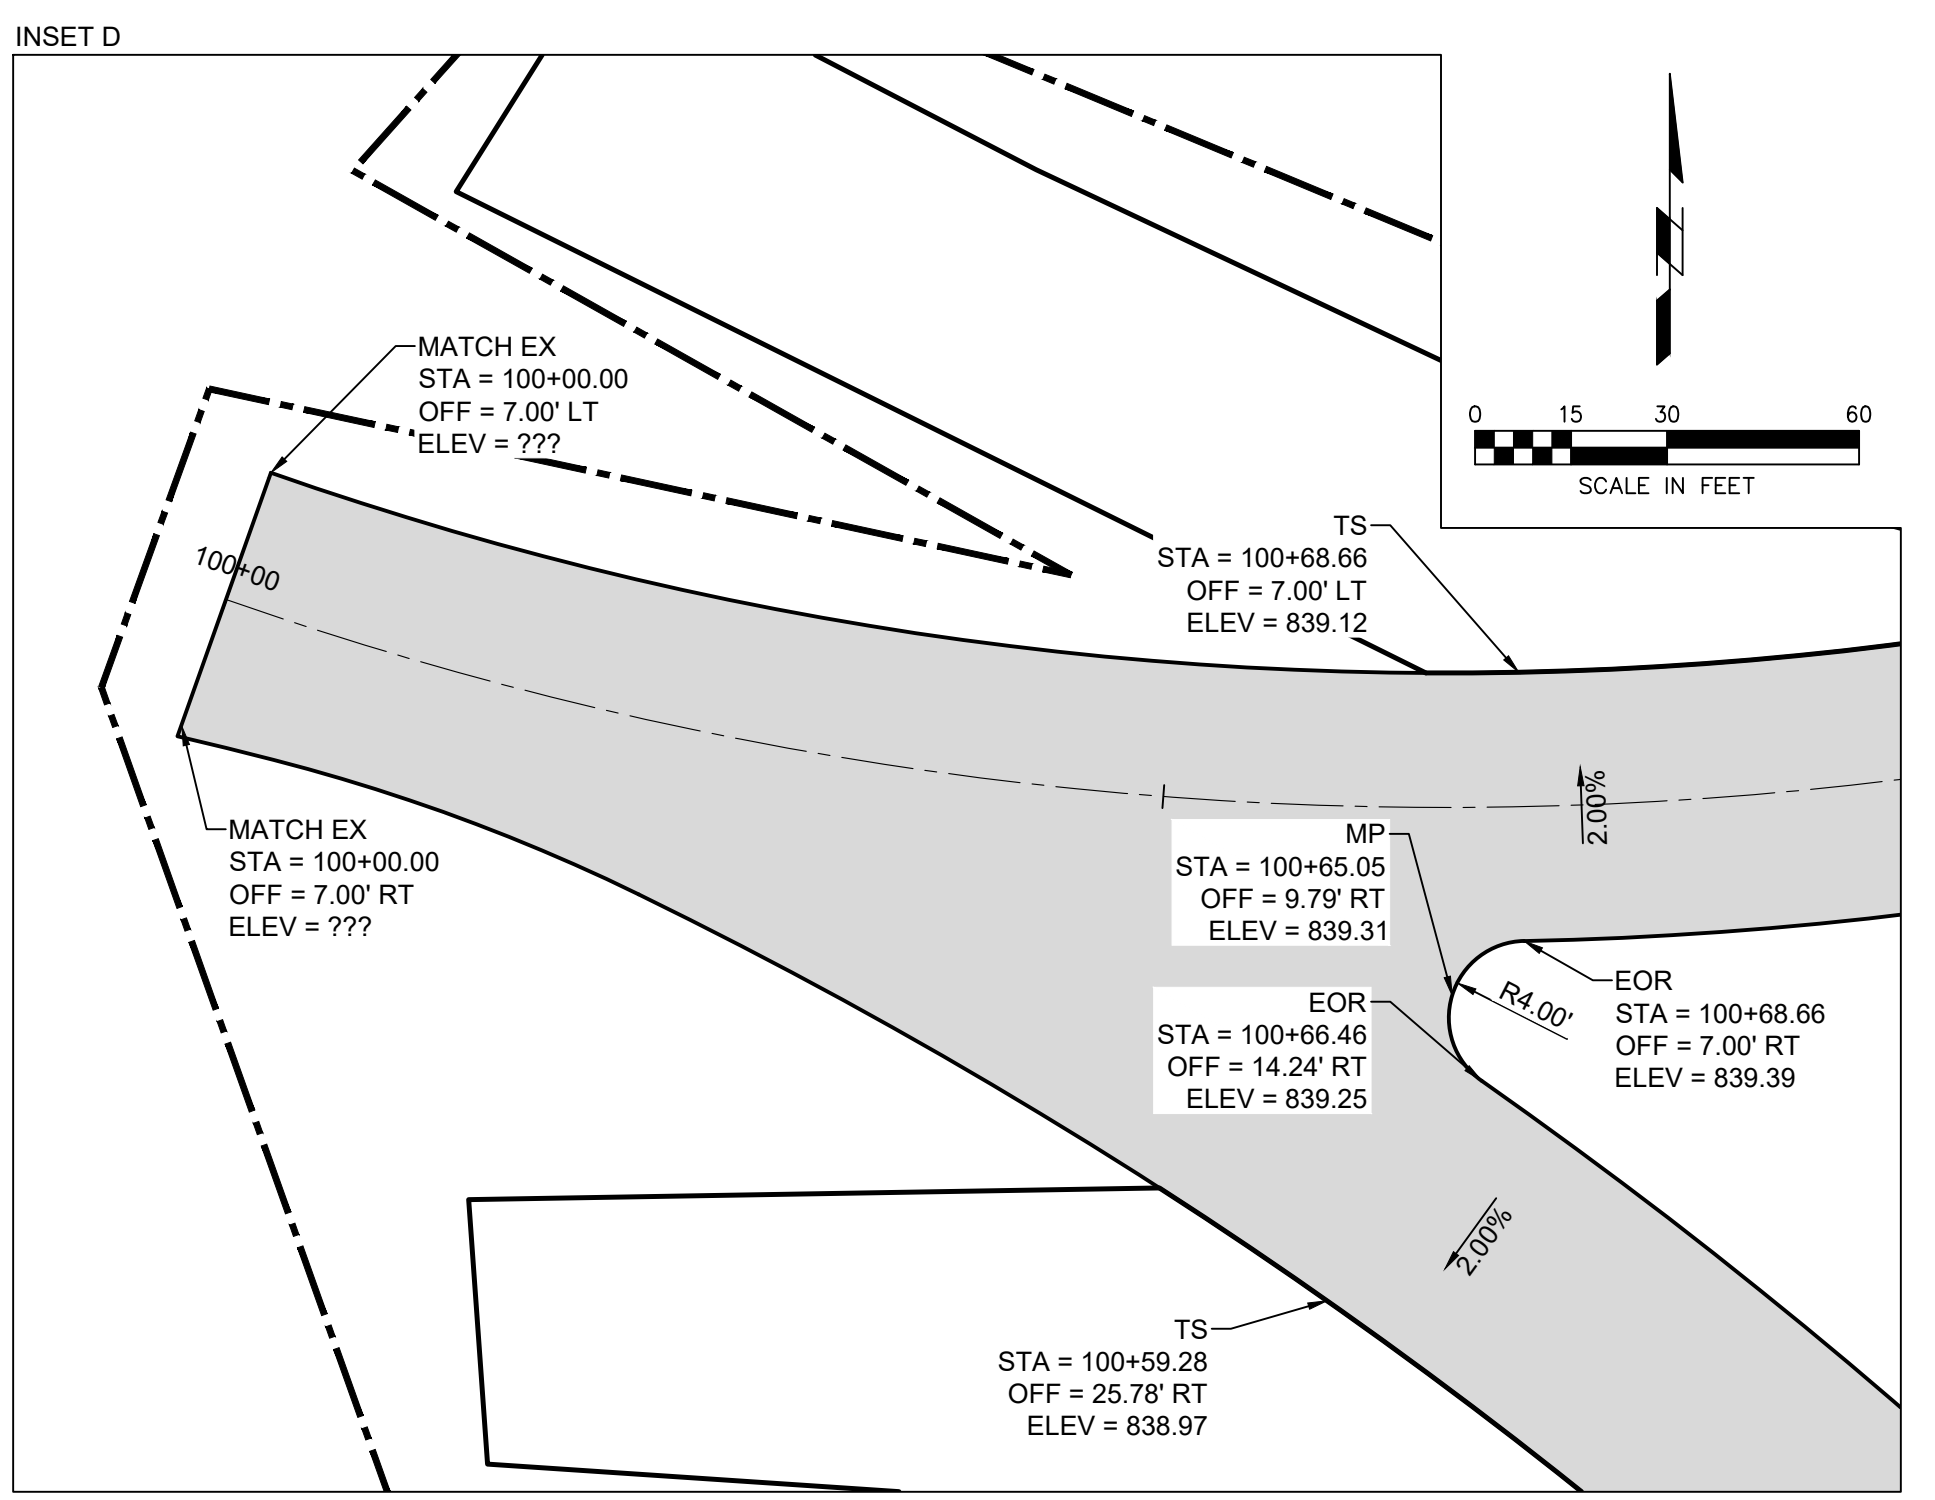 INSET D
0 15 30 60
SCALE IN FEET
MATCH EX
STA = 100+00.00
OFF = 7.00' LT
ELEV = ???
TS
STA = 100+68.66
OFF = 7.00' LT
ELEV = 839.12
100+00
2.00%
MATCH EX
STA = 100+00.00
OFF = 7.00' RT
ELEV = ???
MP
STA = 100+65.05
OFF = 9.79' RT
ELEV = 839.31
EOR
STA = 100+66.46
OFF = 14.24' RT
ELEV = 839.25
R4.00'
EOR
STA = 100+68.66
OFF = 7.00' RT
ELEV = 839.39
2.00%
TS
STA = 100+59.28
OFF = 25.78' RT
ELEV = 838.97